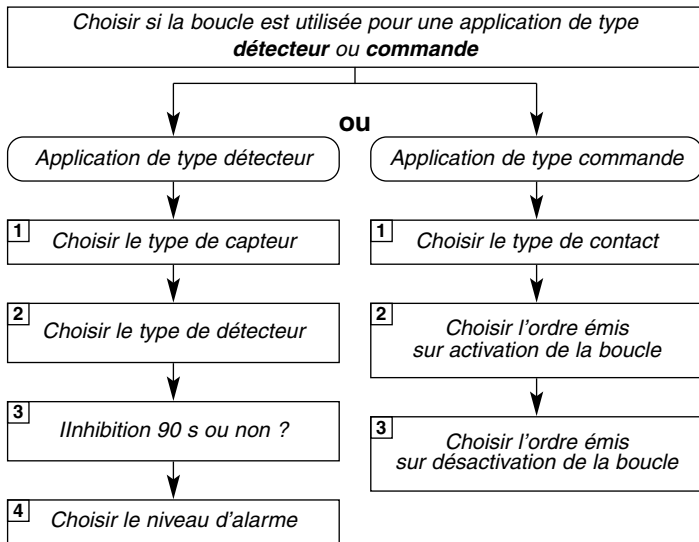 Choisir si la boucle est utilisée pour une application de type
détecteur ou commande
ou
Application de type détecteur
1
Choisir le type de capteur
2
Choisir le type de détecteur
3
IInhibition 90 s ou non ?
4
Choisir le niveau d'alarme
Application de type commande
1
Choisir le type de contact
2
Choisir l'ordre émis
sur activation de la boucle
3
Choisir l'ordre émis
sur désactivation de la boucle